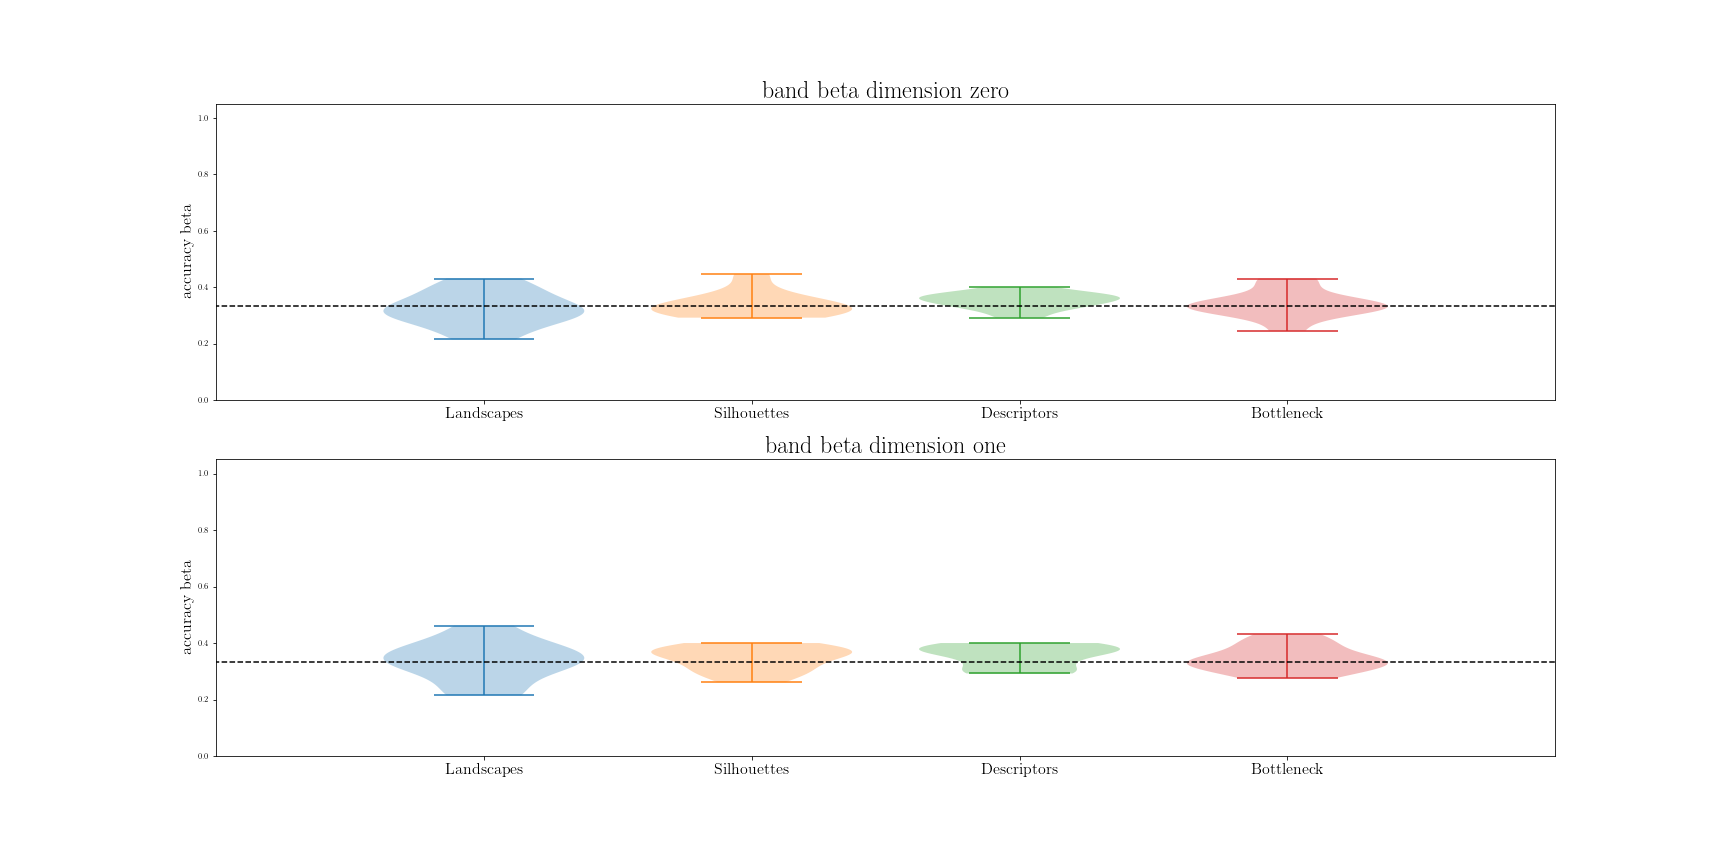 band beta dimension zero
accuracy beta
1.0
0.8
0.6
0.4
0.2
0.0
Landscapes Silhouettes Descriptors Bottleneck
band beta dimension one
accuracy beta
1.0
0.8
0.6
0.4
0.2
0.0
Landscapes Silhouettes Descriptors Bottleneck